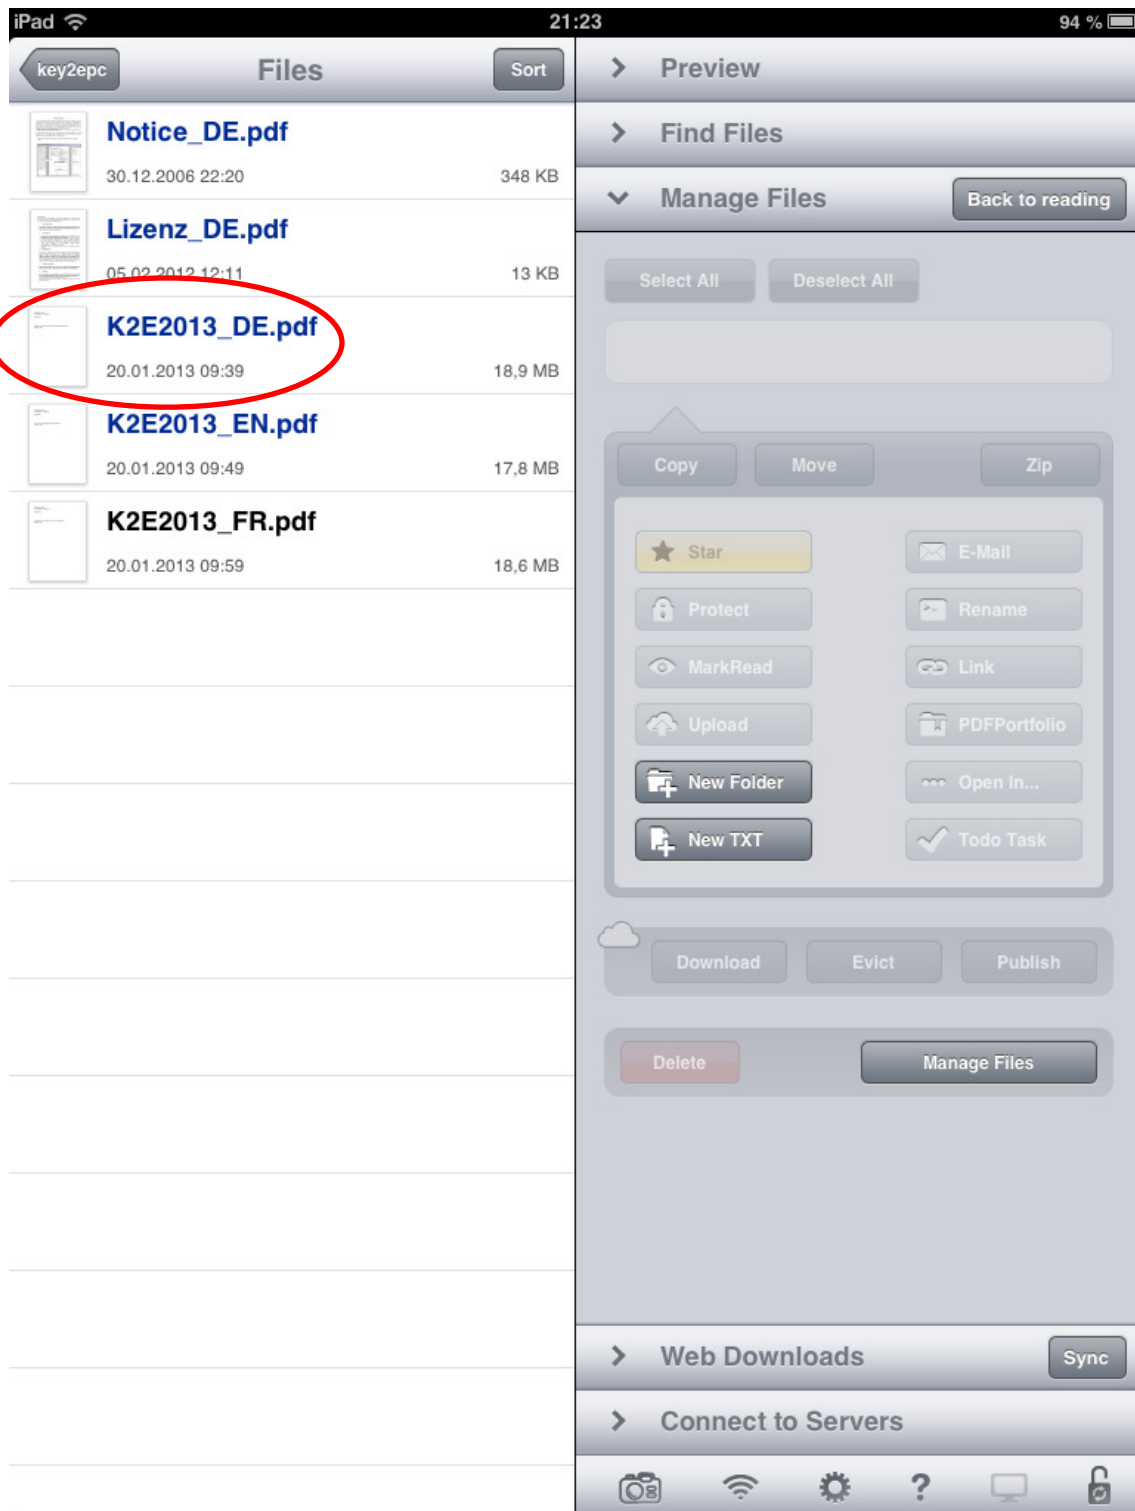 iPad 21:23 94 %
key2epc Files Sort
Notice_DE.pdf
30.12.2006 22:20 348 KB
Lizenz_DE.pdf
05.02.2012 12:11 13 KB
K2E2013_DE.pdf
20.01.2013 09:39 18,9 MB
K2E2013_EN.pdf
20.01.2013 09:49 17,8 MB
K2E2013_FR.pdf
20.01.2013 09:59 18,6 MB
Preview
Find Files
Manage Files Back to reading
Select All Deselect All
Copy Move Zip
Star E-Mail
Protect Rename
MarkRead Link
Upload PDFPortfolio
New Folder Open In...
New TXT Todo Task
Download Evict Publish
Delete Manage Files
Web Downloads Sync
Connect to Servers
?